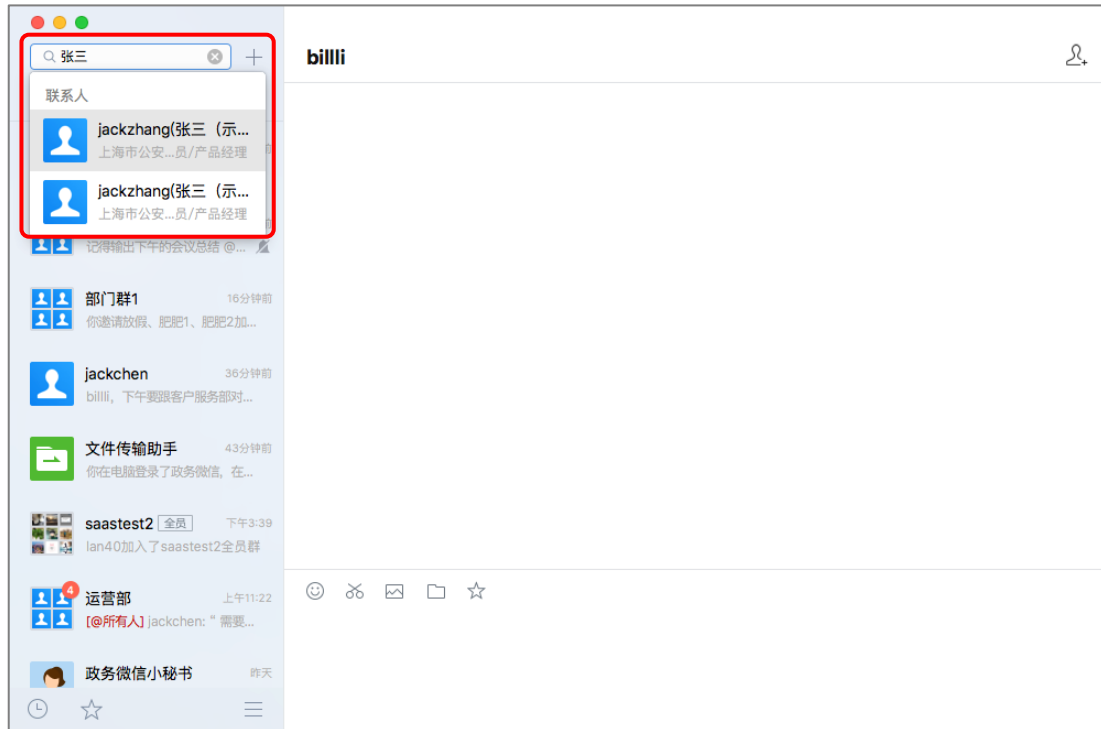 张三
billli
联系人
jackzhang(张三（示...
上海市公安...员/产品经理
jackzhang(张三（示...
上海市公安...员/产品经理
记得输出下午的会议总结 @...
部门群1 16分钟前
你邀请放假、肥肥1、肥肥2加...
jackchen 36分钟前
billli，下午要跟客户服务部对...
文件传输助手 43分钟前
你在电脑登录了政务微信，在...
saastest2 全员 下午3:39
lan40加入了saastest2全员群
4
运营部 上午11:22
[@所有人] jackchen: “ 需要...
政务微信小秘书 昨天